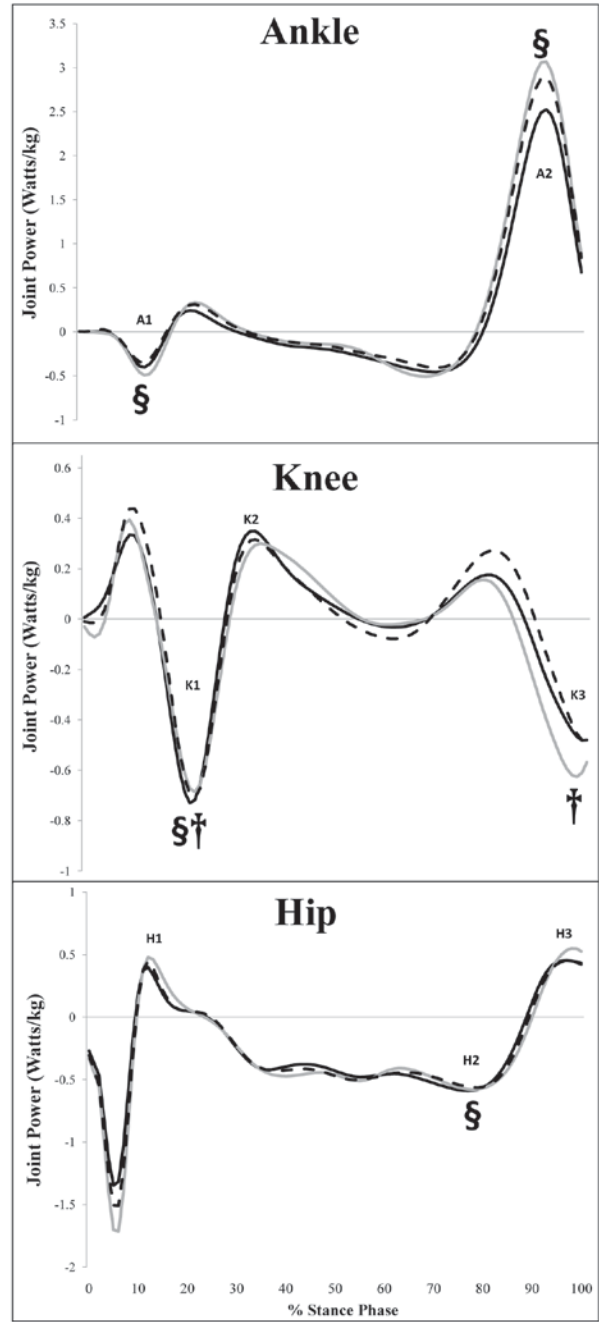 Ankle
Joint Power (Watts/kg)
3.5
3
2.5
2
1.5
1
0.5
0
-0.5
-1
A1
§
§
A2
Knee
Joint Power (Watts/kg)
0.6
0.4
0.2
0
-0.2
-0.4
-0.6
-0.8
-1
K1
§†
K2
K3
†
Hip
Joint Power (Watts/kg)
1
0.5
0
-0.5
-1
-1.5
-2
H1
H2
§
H3
0 10 20 30 40 50 60 70 80 90 100
% Stance Phase